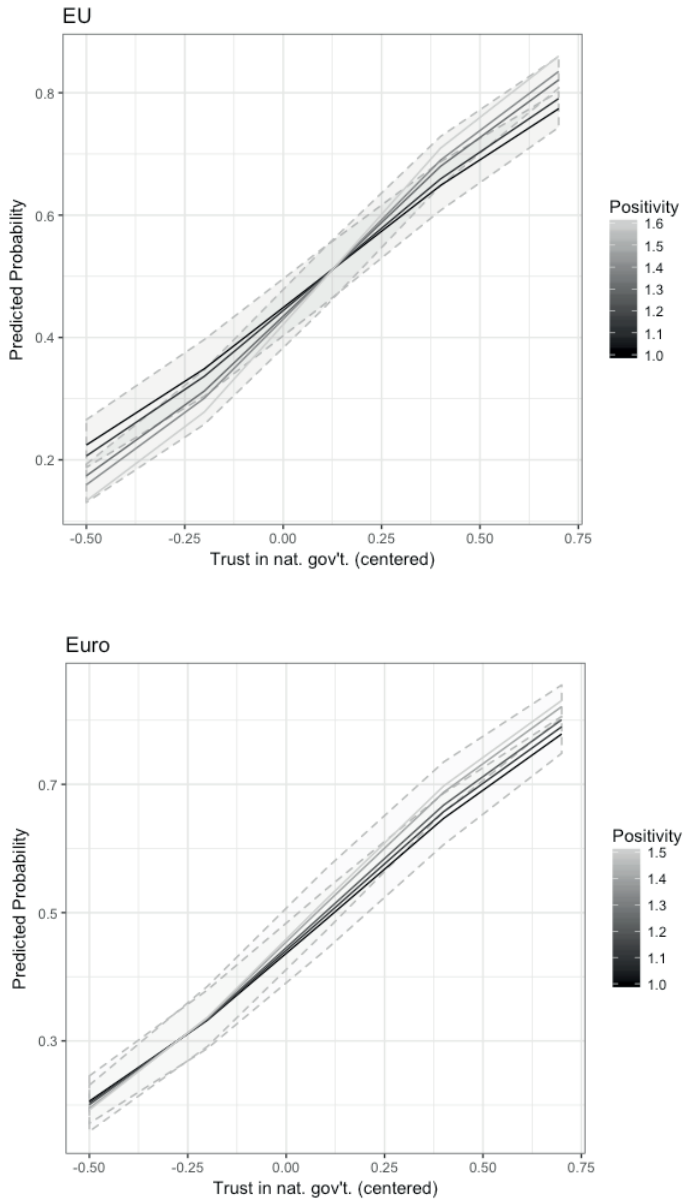 EU
Predicted Probability
0.8
0.6
0.4
0.2
-0.50 -0.25 0.00 0.25 0.50 0.75
Trust in nat. gov't. (centered)
Positivity
1.6
1.5
1.4
1.3
1.2
1.1
1.0
Euro
Predicted Probability
0.7
0.5
0.3
-0.50 -0.25 0.00 0.25 0.50 0.75
Trust in nat. gov't. (centered)
Positivity
1.5
1.4
1.3
1.2
1.1
1.0